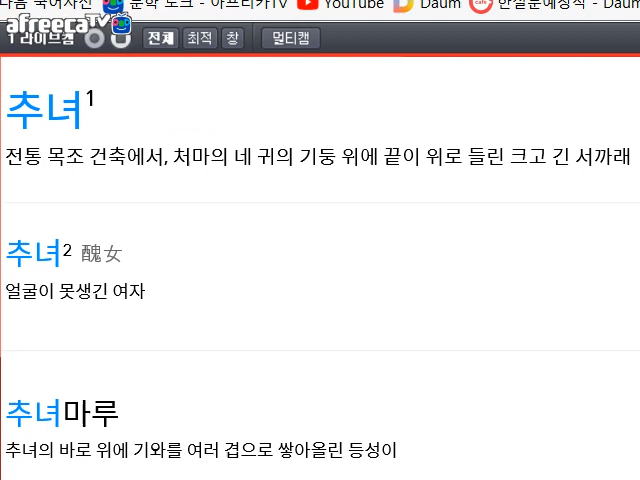 다음 국어사전 문학 토크 - 아프리카TV YouTube Daum 한글문예창작 - Daum
afreecaTV
1 라이브캠 전체 최적 창 멀티캠
추녀1
전통 목조 건축에서, 처마의 네 귀의 기둥 위에 끝이 위로 들린 크고 긴 서까래
추녀2 醜女
얼굴이 못생긴 여자
추녀마루
추녀의 바로 위에 기와를 여러 겹으로 쌓아올린 등성이